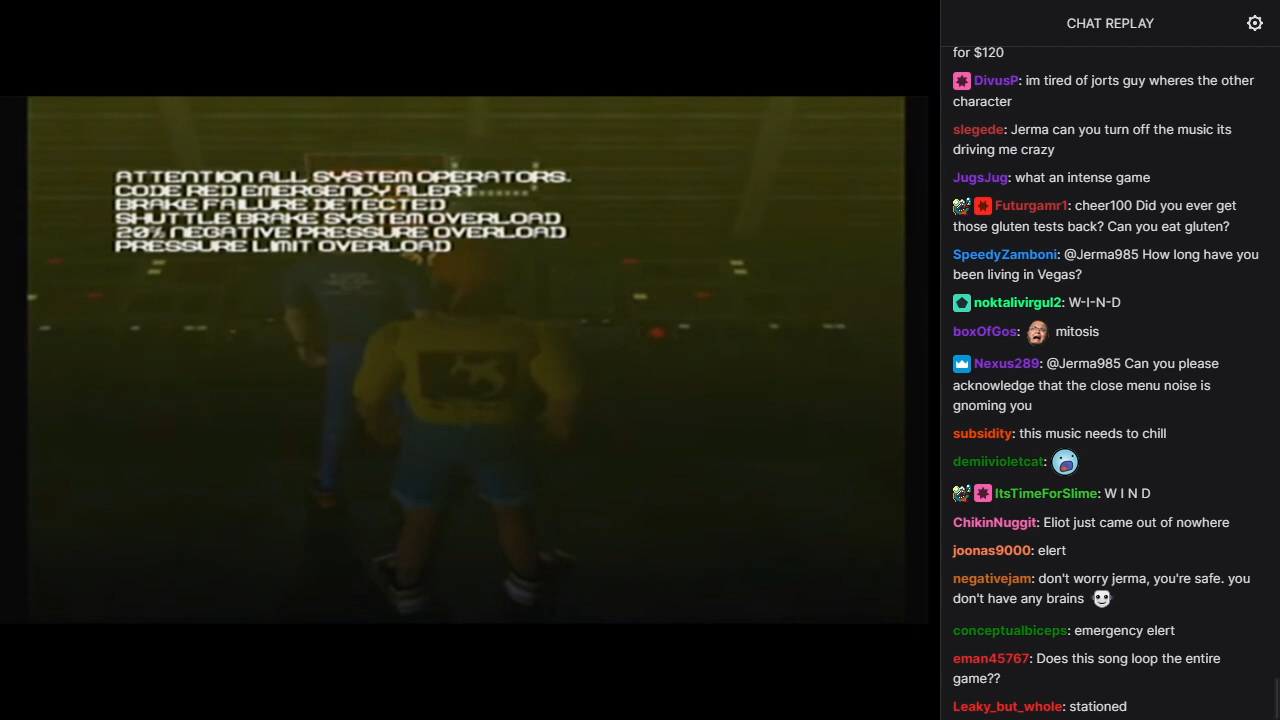 ATTENTION ALL SYSTEM OPERATORS.
CODE RED EMERGENCY ALERT.......
BRAKE FAILURE DETECTED
SHUTTLE BRAKE SYSTEM OVERLOAD
20% NEGATIVE PRESSURE OVERLOAD
PRESSURE LIMIT OVERLOAD
CHAT REPLAY
for $120
DivusP: im tired of jorts guy wheres the other
character
slegede: Jerma can you turn off the music its
driving me crazy
JugsJug: what an intense game
Futurgamr1: cheer100 Did you ever get
those gluten tests back? Can you eat gluten?
SpeedyZamboni: @Jerma985 How long have you
been living in Vegas?
noktalivirgul2: W-I-N-D
boxOfGos: mitosis
Nexus289: @Jerma985 Can you please
acknowledge that the close menu noise is
gnoming you
subsidity: this music needs to chill
demiivioletcat:
ItsTimeForSlime: W I N D
ChikinNuggit: Eliot just came out of nowhere
joonas9000: elert
negativejam: don't worry jerma, you're safe. you
don't have any brains
conceptualbiceps: emergency elert
eman45767: Does this song loop the entire
game??
Leaky_but_whole: stationed